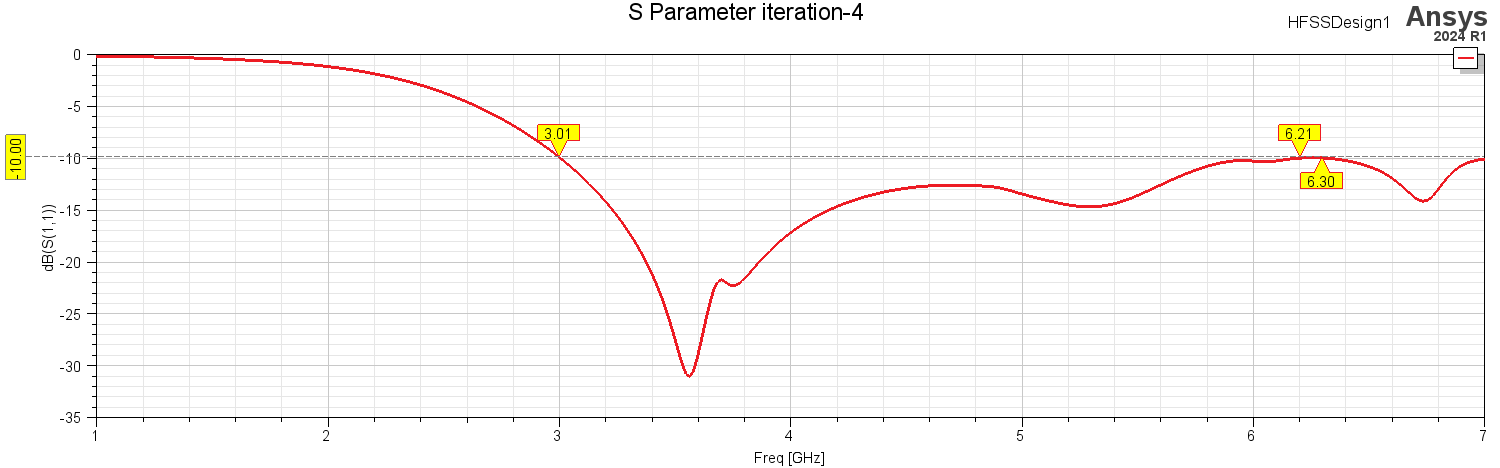 S Parameter iteration-4
HFSSDesign1
Ansys
2024 R1
0
-5
-10
-15
-20
-25
-30
-35
-10.00
dB(S(1,1))
3.01
6.21
6.30
1 2 3 4 5 6 7
Freq [GHz]